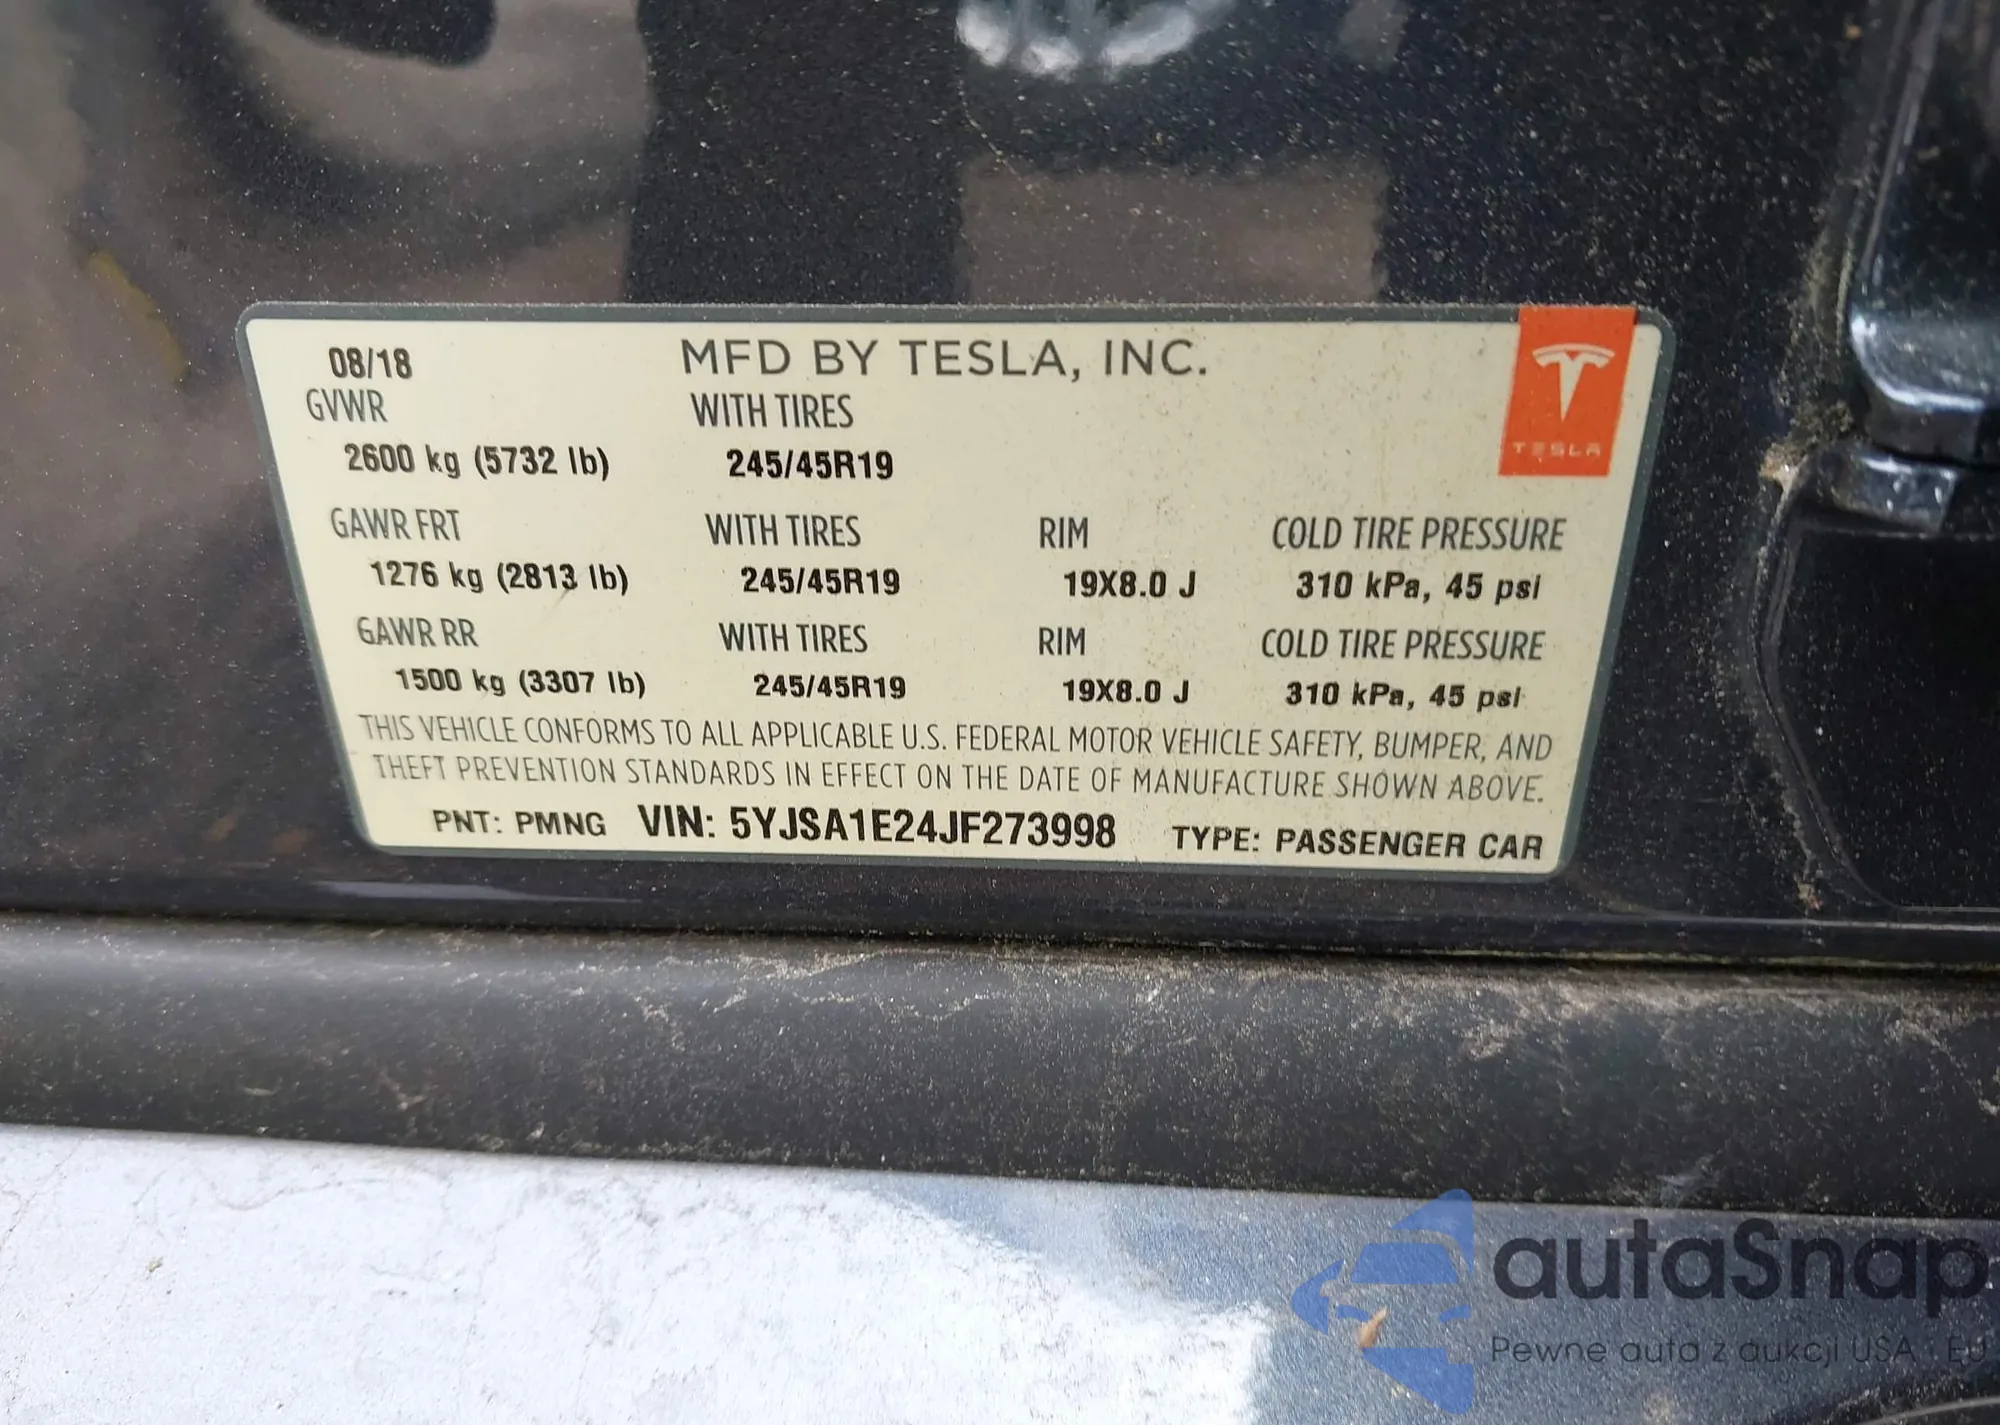 08/18 MFD BY TESLA, INC.
GVWR WITH TIRES
2600 kg (5732 lb) 245/45R19
TESLA
GAWR FRT WITH TIRES RIM COLD TIRE PRESSURE
1276 kg (2813 lb) 245/45R19 19X8.0 J 310 kPa, 45 psi
GAWR RR WITH TIRES RIM COLD TIRE PRESSURE
1500 kg (3307 lb) 245/45R19 19X8.0 J 310 kPa, 45 psi
THIS VEHICLE CONFORMS TO ALL APPLICABLE U.S. FEDERAL MOTOR VEHICLE SAFETY, BUMPER, AND
THEFT PREVENTION STANDARDS IN EFFECT ON THE DATE OF MANUFACTURE SHOWN ABOVE.
PNT: PMNG VIN: 5YJSA1E24JF273998 TYPE: PASSENGER CAR
autaSnap
Pewne auta z aukcji USA i EU